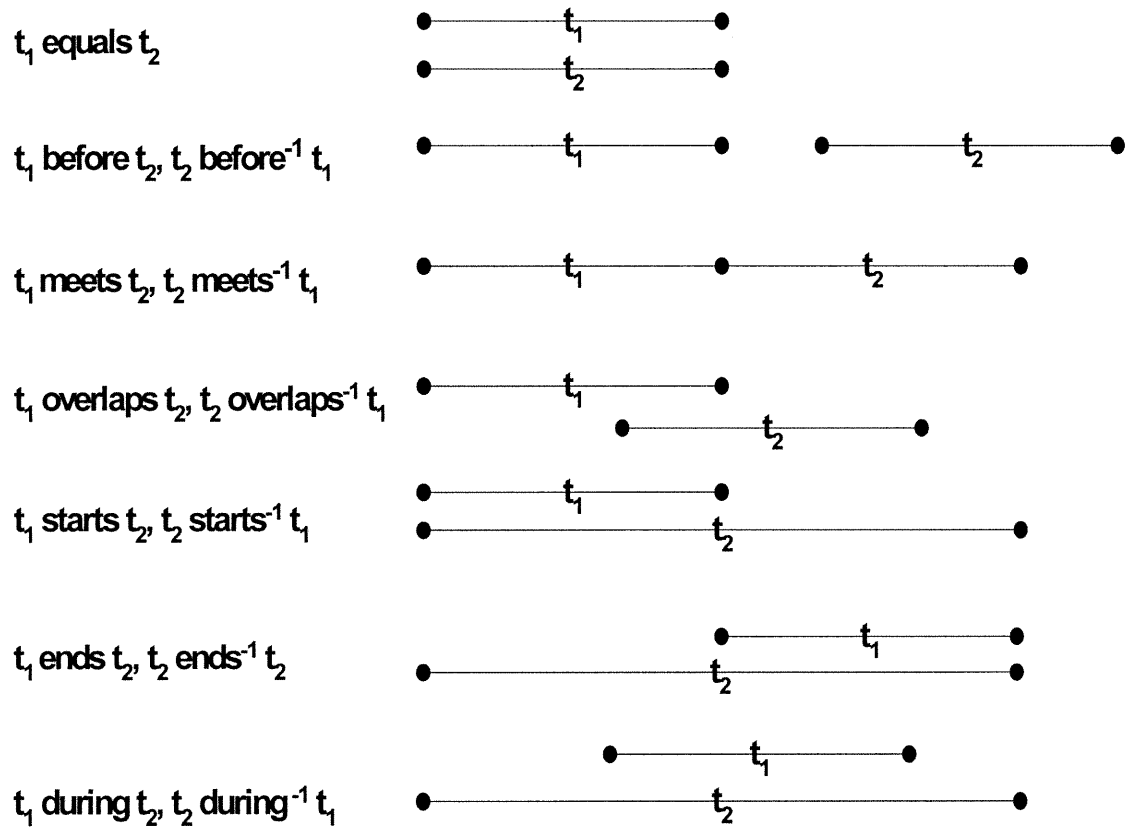 t₁
t₁ equals t₂
t₂
t₁ before t₂, t₂ before⁻¹ t₁ t₁ t₂
t₁ meets t₂, t₂ meets⁻¹ t₁ t₁ t₂
t₁ overlaps t₂, t₂ overlaps⁻¹ t₁ t₁
t₂
t₁
t₁ starts t₂, t₂ starts⁻¹ t₁ t₂
t₁
t₁ ends t₂, t₂ ends⁻¹ t₂ t₂
t₁
t₁ during t₂, t₂ during⁻¹ t₁ t₂